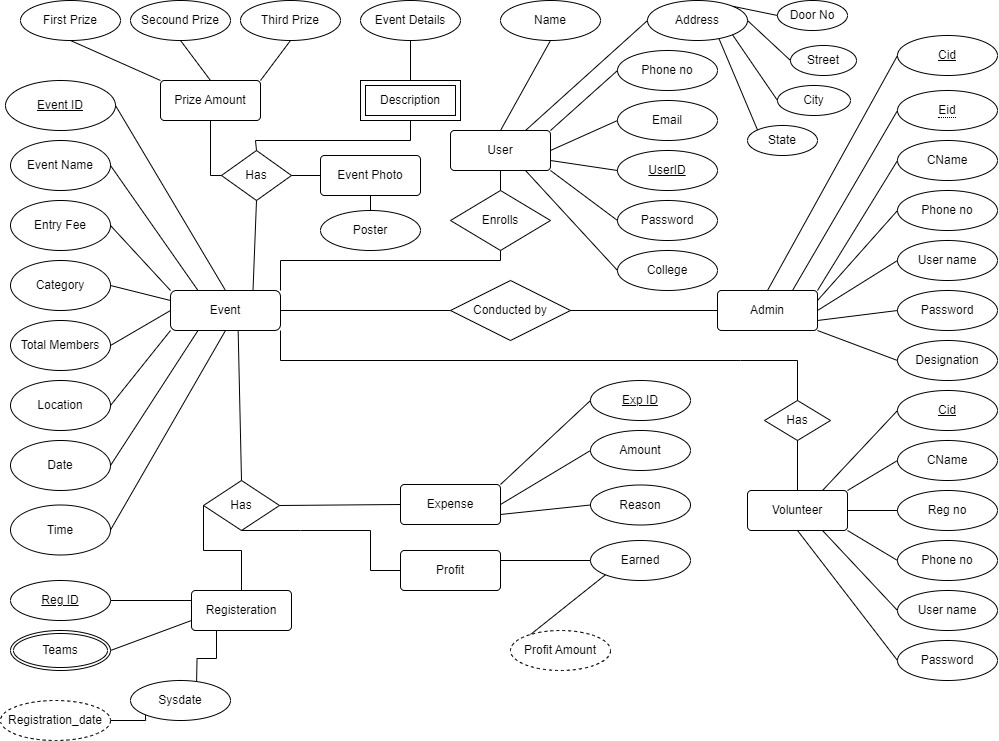 First Prize
Secound Prize
Third Prize
Event Details
Name
Address
Door No
Street
City
State
Cid
Event ID
Prize Amount
Description
Phone no
Email
Eid
User
CName
Event Name
Has
Event Photo
UserID
Phone no
Entry Fee
Poster
Enrolls
Password
User name
Category
College
Event
Conducted by
Admin
Password
Total Members
Designation
Location
Exp ID
Has
Cid
Date
Amount
CName
Time
Has
Expense
Reason
Volunteer
Reg no
Profit
Earned
Phone no
Reg ID
Registeration
User name
Teams
Profit Amount
Password
Sysdate
Registration_date